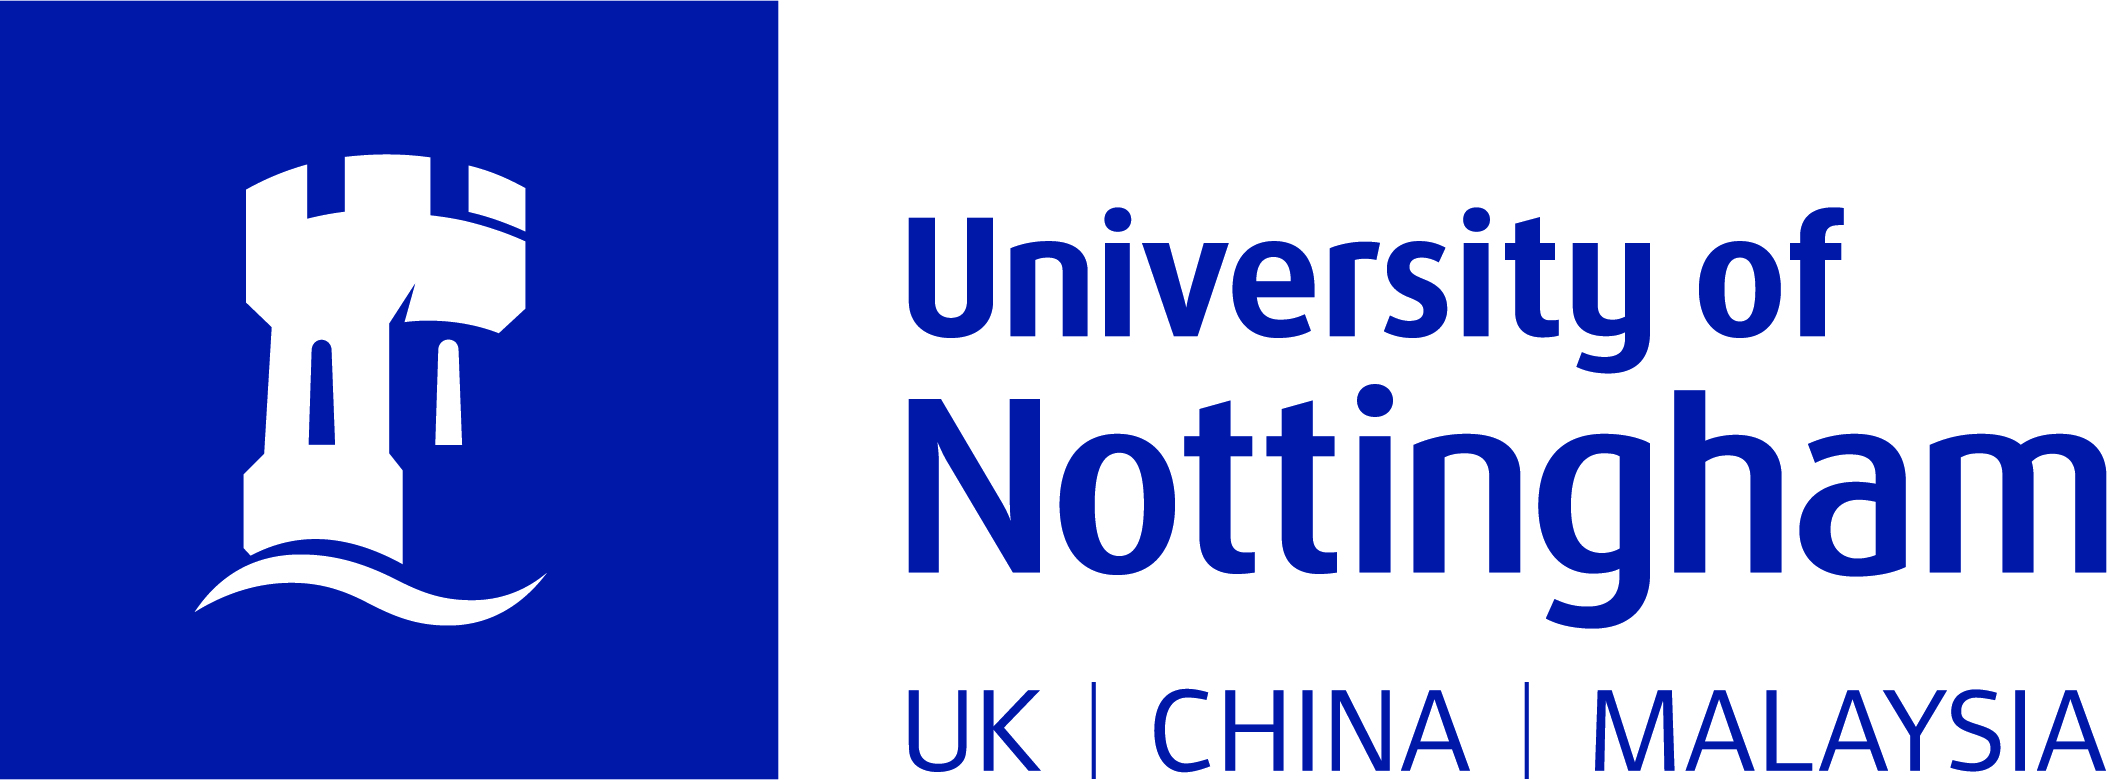 University of
Nottingham
UK | CHINA | MALAYSIA